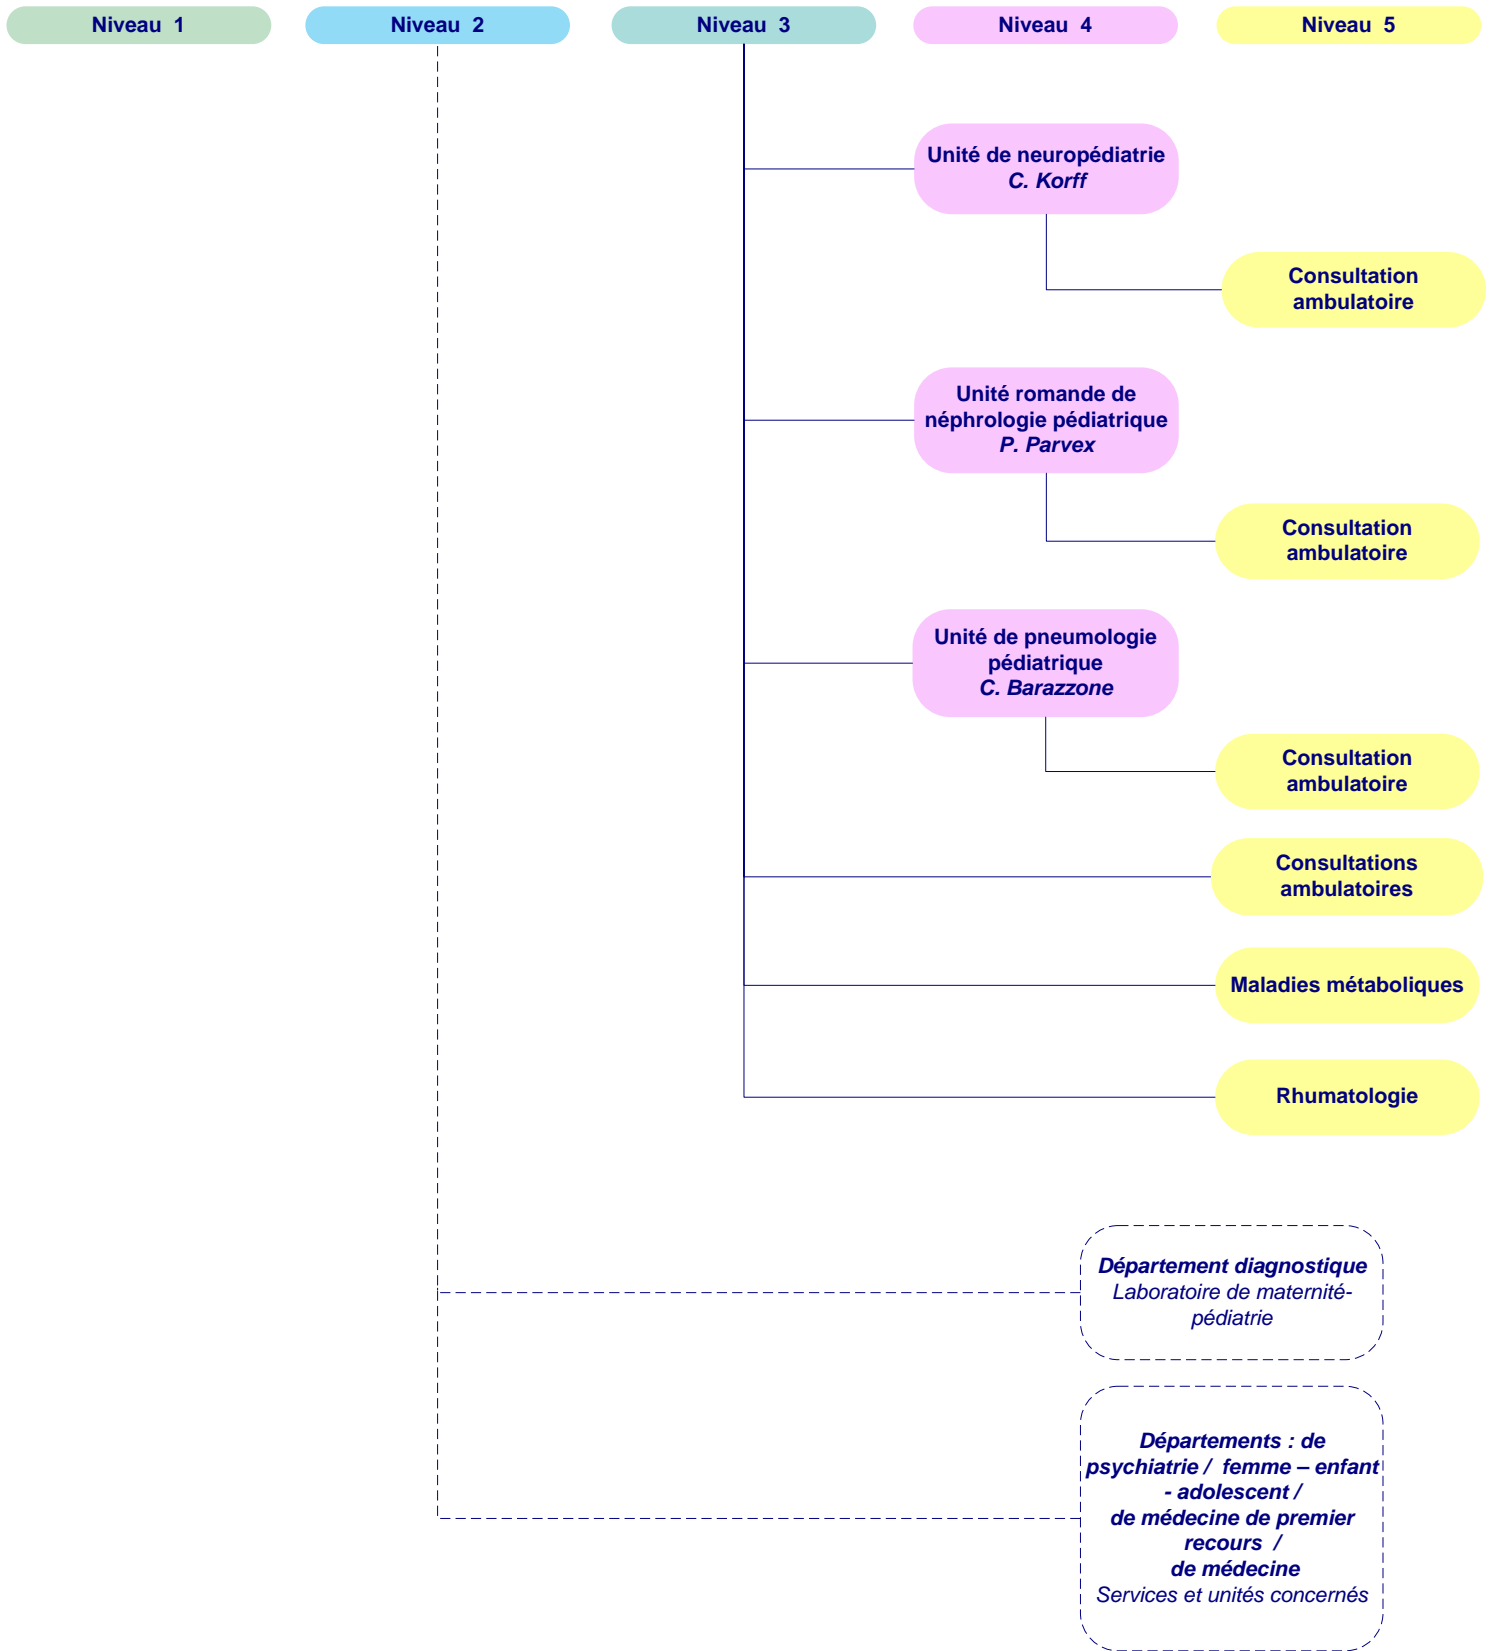 Niveau 1
Niveau 2
Niveau 3
Niveau 4
Niveau 5
Unité de neuropédiatrie
C. Korff
Consultation
ambulatoire
Unité romande de
néphrologie pédiatrique
P. Parvex
Consultation
ambulatoire
Unité de pneumologie
pédiatrique
C. Barazzone
Consultation
ambulatoire
Consultations
ambulatoires
Maladies métaboliques
Rhumatologie
Département diagnostique
Laboratoire de maternité-
pédiatrie
Départements : de
psychiatrie / femme – enfant
- adolescent /
de médecine de premier
recours /
de médecine
Services et unités concernés